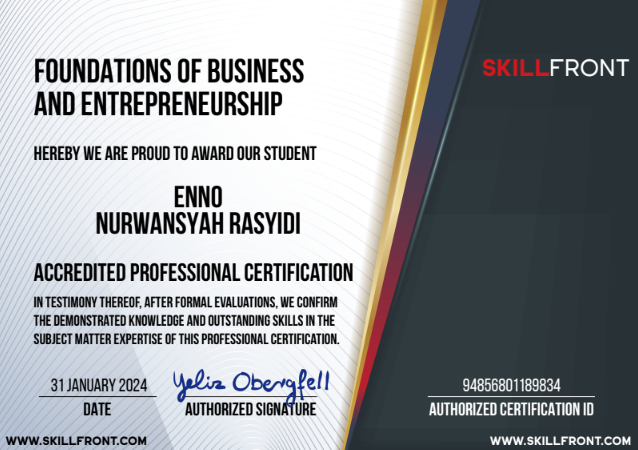 FOUNDATIONS OF BUSINESS
AND ENTREPRENEURSHIP
SKILLFRONT
HEREBY WE ARE PROUD TO AWARD OUR STUDENT
ENNO
NURWANSYAH RASYIDI
ACCREDITED PROFESSIONAL CERTIFICATION
IN TESTIMONY THEREOF, AFTER FORMAL EVALUATIONS, WE CONFIRM
THE DEMONSTRATED KNOWLEDGE AND OUTSTANDING SKILLS IN THE
SUBJECT MATTER EXPERTISE OF THIS PROFESSIONAL CERTIFICATION.
31 JANUARY 2024
Yeliz Obergfell
94856801189834
DATE
AUTHORIZED SIGNATURE
AUTHORIZED CERTIFICATION ID
WWW.SKILLFRONT.COM
WWW.SKILLFRONT.COM